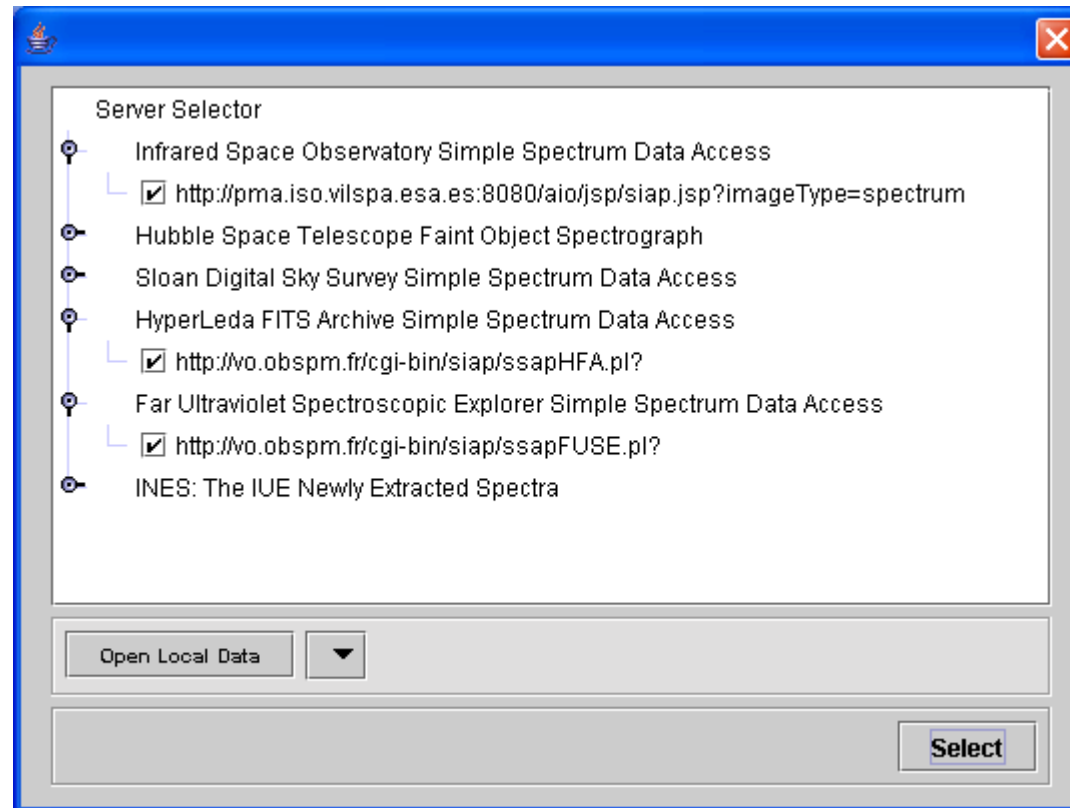 Server Selector
Infrared Space Observatory Simple Spectrum Data Access
http://pma.iso.vilspa.esa.es:8080/aio/jsp/siap.jsp?imageType=spectrum
Hubble Space Telescope Faint Object Spectrograph
Sloan Digital Sky Survey Simple Spectrum Data Access
HyperLeda FITS Archive Simple Spectrum Data Access
http://vo.obspm.fr/cgi-bin/siap/ssapHFA.pl?
Far Ultraviolet Spectroscopic Explorer Simple Spectrum Data Access
http://vo.obspm.fr/cgi-bin/siap/ssapFUSE.pl?
INES: The IUE Newly Extracted Spectra
Open Local Data
Select